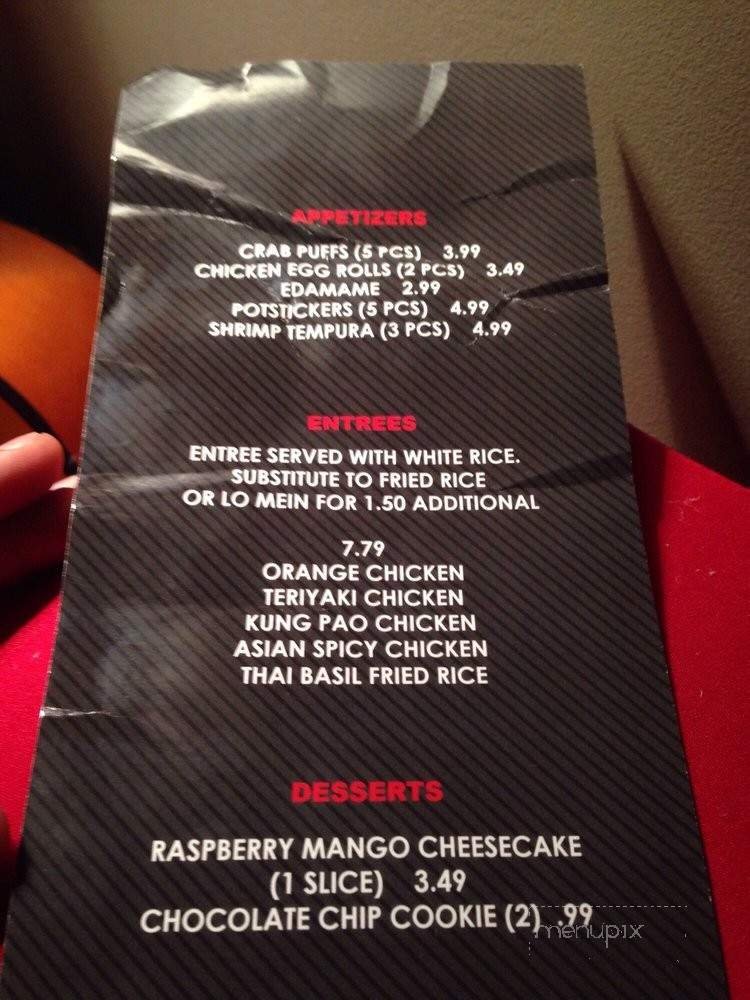 APPETIZERS
CRAB PUFFS (5 PCS) 3.99
CHICKEN EGG ROLLS (2 PCS) 3.49
EDAMAME 2.99
POTSTICKERS (5 PCS) 4.99
SHRIMP TEMPURA (3 PCS) 4.99
ENTREES
ENTREE SERVED WITH WHITE RICE.
SUBSTITUTE TO FRIED RICE
OR LO MEIN FOR 1.50 ADDITIONAL
7.79
ORANGE CHICKEN
TERIYAKI CHICKEN
KUNG PAO CHICKEN
ASIAN SPICY CHICKEN
THAI BASIL FRIED RICE
DESSERTS
RASPBERRY MANGO CHEESECAKE
(1 SLICE) 3.49
CHOCOLATE CHIP COOKIE (2) .99
menupix